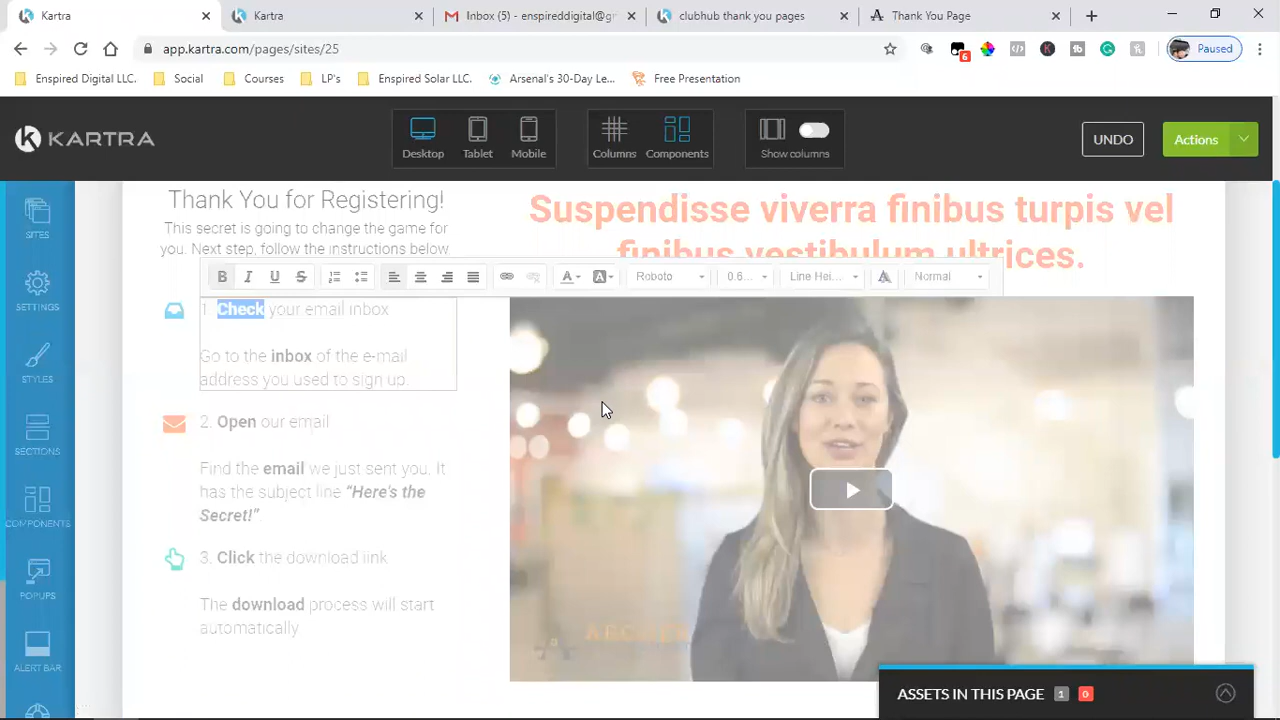 Kartra
Kartra
Inbox (5) - enspireddigital@gm
clubhub thank you pages
Thank You Page
app.kartra.com/pages/sites/25
6
Paused
Enspired Digital LLC.
Social
Courses
LP's
Enspired Solar LLC.
Arsenal's 30-Day Le...
Free Presentation
KARTRA
Desktop
Tablet
Mobile
Columns
Components
Show columns
UNDO
Actions
SITES
SETTINGS
STYLES
SECTIONS
COMPONENTS
POPUPS
ALERT BAR
Thank You for Registering!
This secret is going to change the game for
you. Next step, follow the instructions below
Suspendisse viverra finibus turpis vel
finibus vestibulum ultrices.
B I U S
Roboto
0.6...
Line Hei...
Normal
1. Check your email inbox
Go to the inbox of the e-mail
address you used to sign up.
2. Open our email
Find the email we just sent you. It
has the subject line "Here's the
Secret!".
3. Click the download link
The download process will start
automatically
ASSETS IN THIS PAGE 1 0